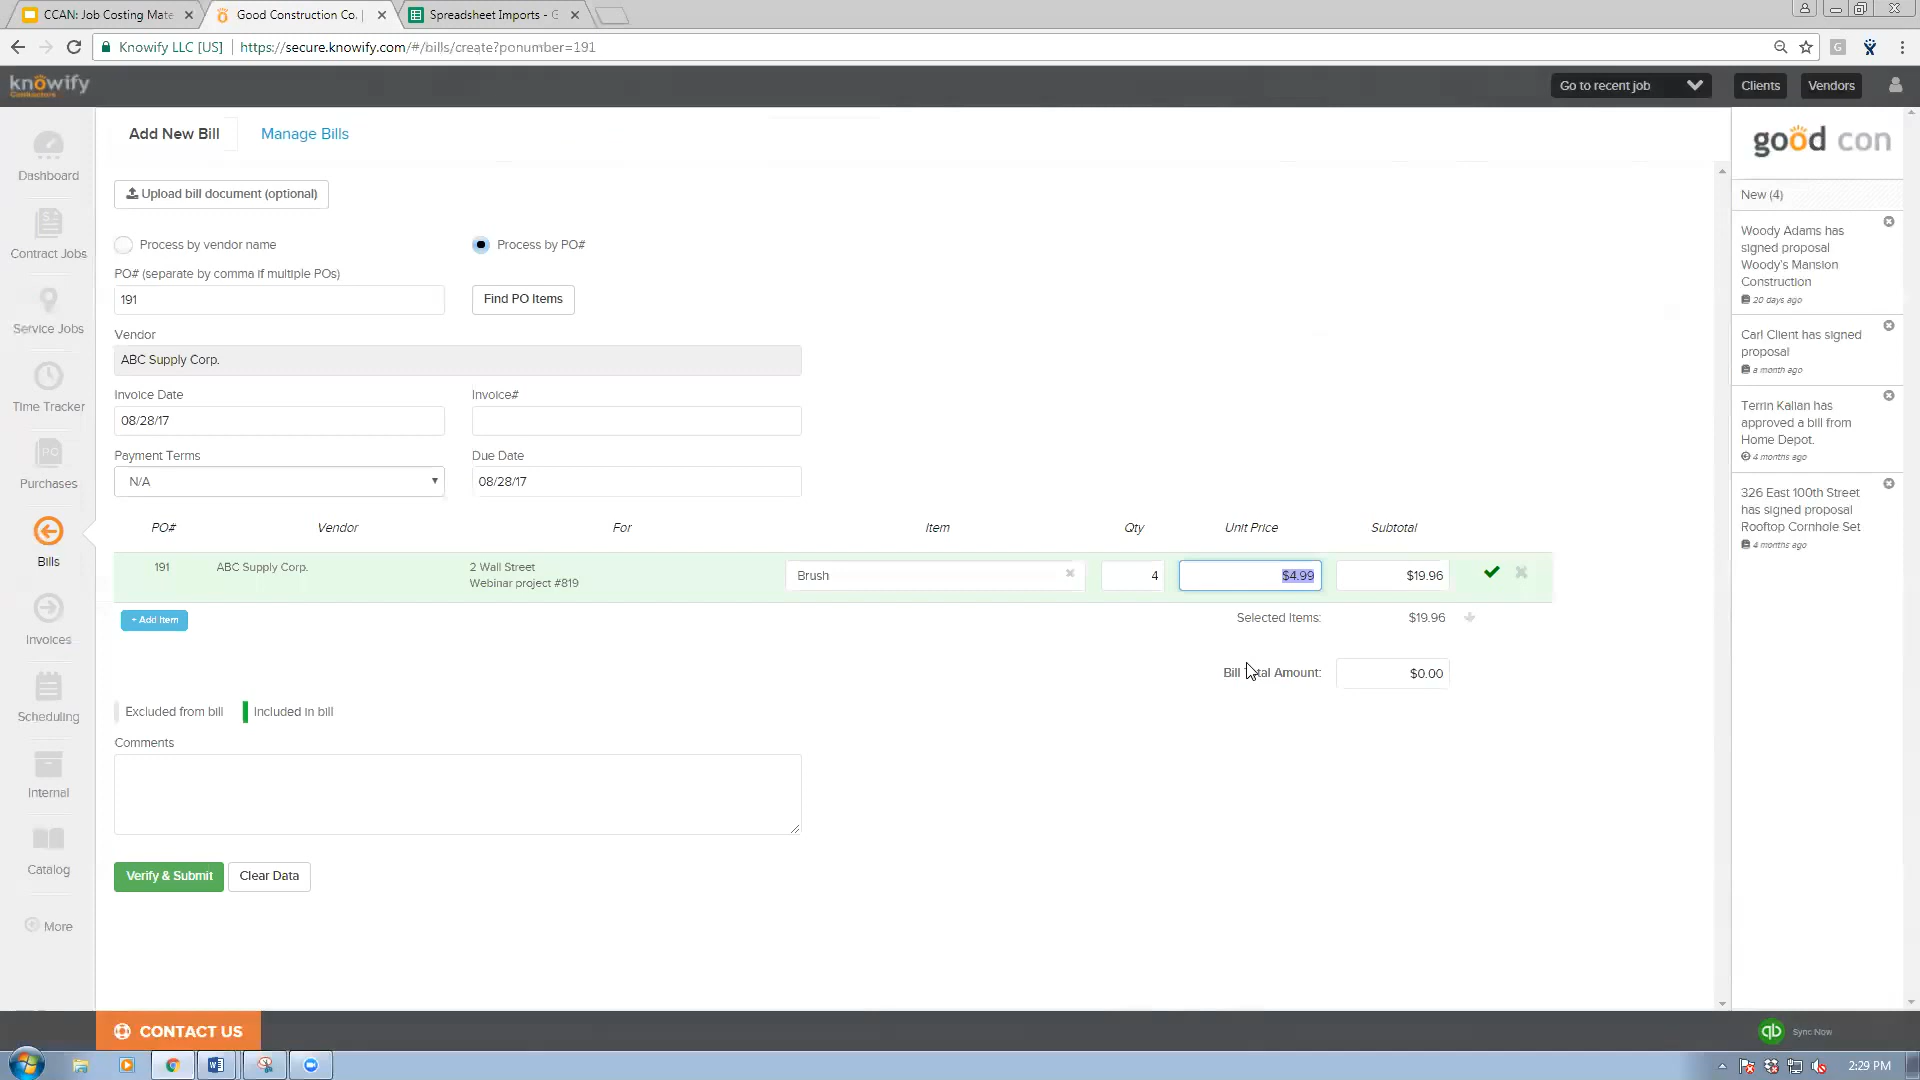 CCAN: Job Costing Mate
Good Construction Co. |
Spreadsheet Imports - G
Knowify LLC [US]
https://secure.knowify.com/#/bills/create?ponumber=191
knowify
Contractors
Go to recent job
Clients
Vendors
Add New Bill
Manage Bills
good con
Dashboard
Contract Jobs
Service Jobs
Time Tracker
Purchases
Bills
Invoices
Scheduling
Internal
Catalog
More
Upload bill document (optional)
Process by vendor name
Process by PO#
PO# (separate by comma if multiple POs)
191
Find PO Items
Vendor
ABC Supply Corp.
Invoice Date
Invoice#
08/28/17
Payment Terms
Due Date
N/A
08/28/17
PO# Vendor For Item Qty Unit Price Subtotal
191 ABC Supply Corp. 2 Wall Street
Webinar project #819
Brush 4 $4.99 $19.96
+ Add Item
Selected Items: $19.96
Bill Total Amount: $0.00
Excluded from bill
Included in bill
Comments
Verify & Submit
Clear Data
New (4)
Woody Adams has
signed proposal
Woody's Mansion
Construction
20 days ago
Carl Client has signed
proposal
a month ago
Terrin Kalian has
approved a bill from
Home Depot.
4 months ago
326 East 100th Street
has signed proposal
Rooftop Cornhole Set
4 months ago
CONTACT US
qb
Sync Now
2:29 PM